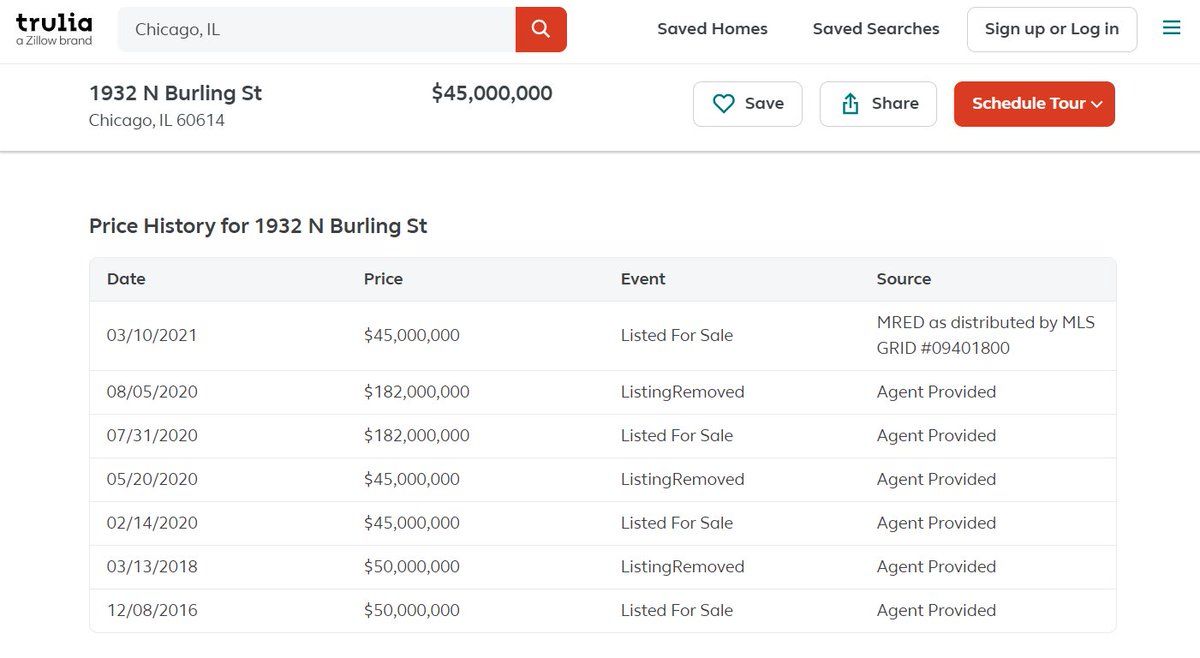 trulia
a Zillow brand
Chicago, IL
Saved Homes
Saved Searches
Sign up or Log in
1932 N Burling St
$45,000,000
Chicago, IL 60614
Save
Share
Schedule Tour
Price History for 1932 N Burling St
Date Price Event Source
03/10/2021 $45,000,000 Listed For Sale MRED as distributed by MLS
GRID #09401800
08/05/2020 $182,000,000 ListingRemoved Agent Provided
07/31/2020 $182,000,000 Listed For Sale Agent Provided
05/20/2020 $45,000,000 ListingRemoved Agent Provided
02/14/2020 $45,000,000 Listed For Sale Agent Provided
03/13/2018 $50,000,000 ListingRemoved Agent Provided
12/08/2016 $50,000,000 Listed For Sale Agent Provided